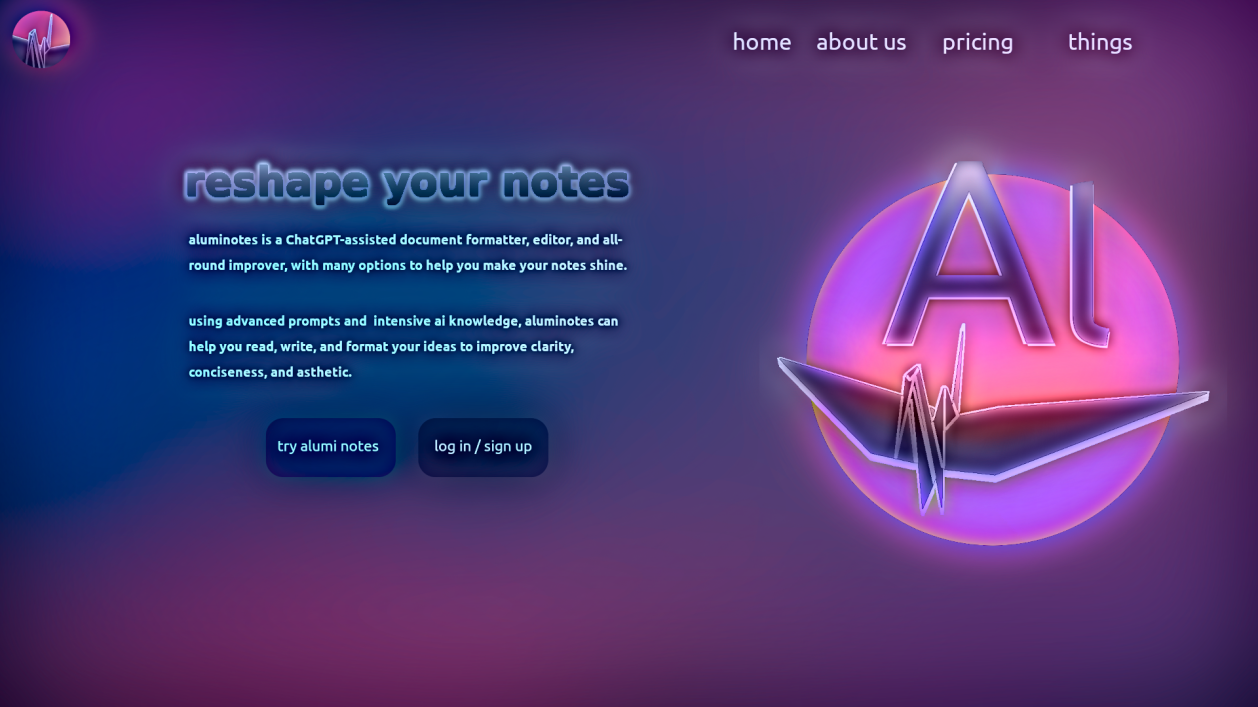 home about us pricing things
reshape your notes
aluminotes is a ChatGPT-assisted document formatter, editor, and all-
round improver, with many options to help you make your notes shine.
using advanced prompts and  intensive ai knowledge, aluminotes can
help you read, write, and format your ideas to improve clarity,
conciseness, and asthetic.
try alumi notes
log in / sign up
Al